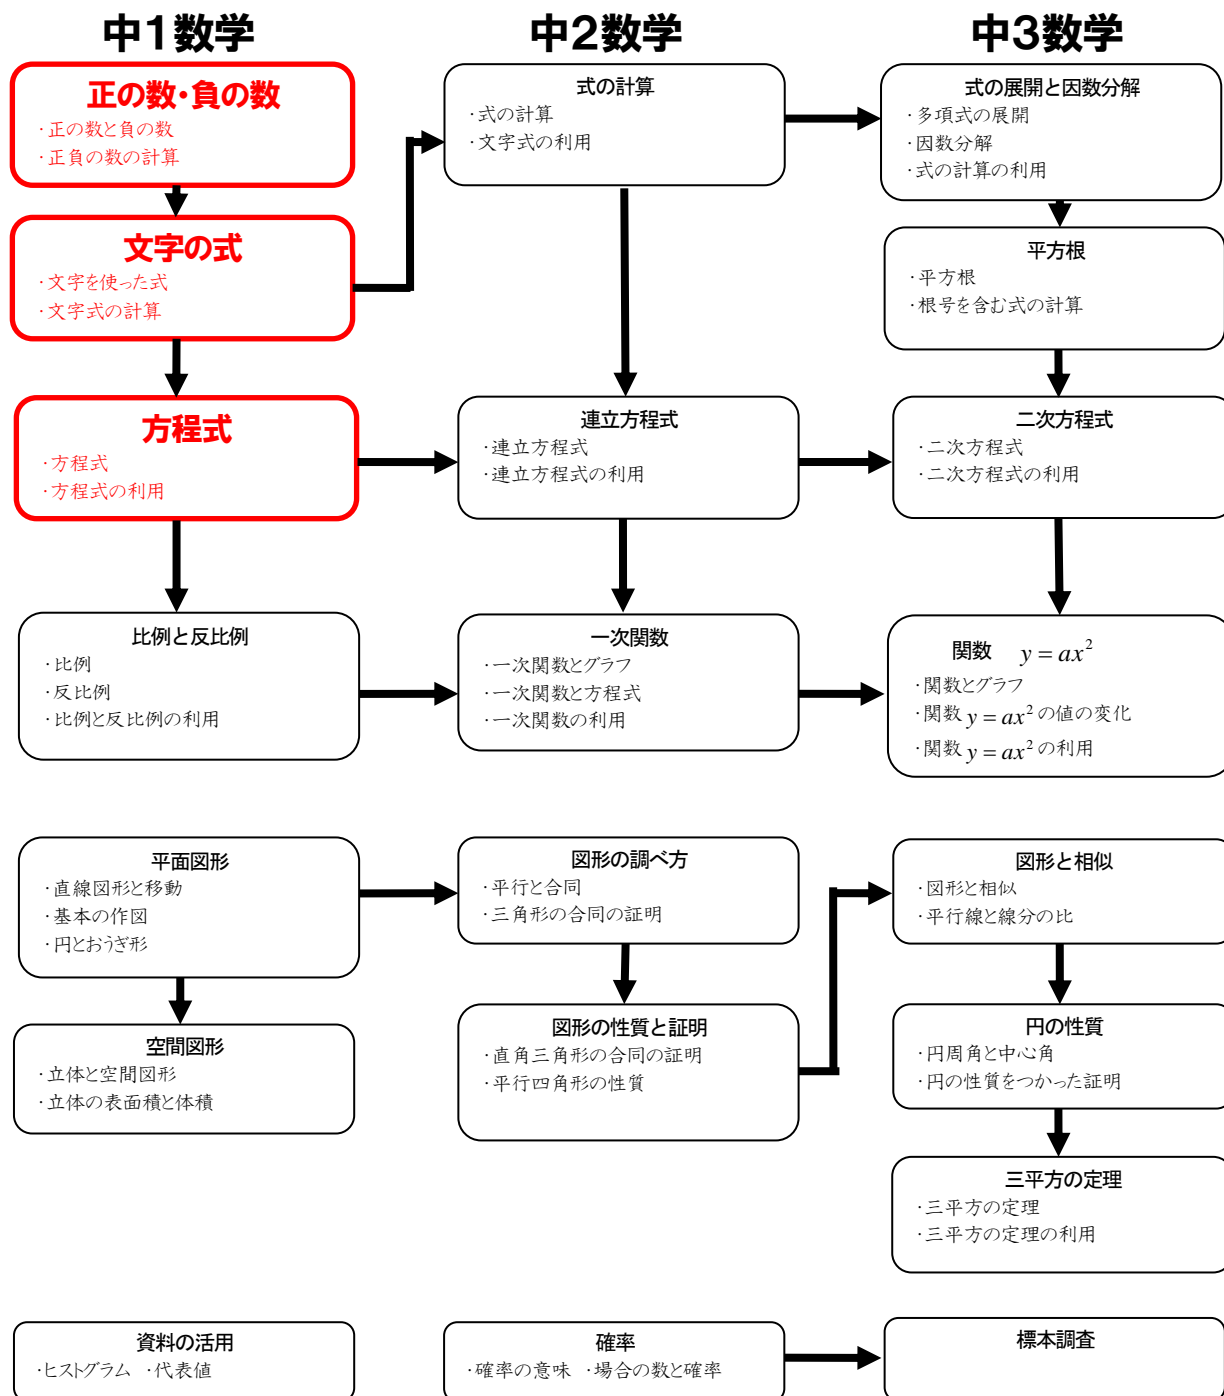 中1数学
正の数・負の数
・正の数と負の数
・正負の数の計算
文字の式
・文字を使った式
・文字式の計算
方程式
・方程式
・方程式の利用
比例と反比例
・比例
・反比例
・比例と反比例の利用
平面図形
・直線図形と移動
・基本の作図
・円とおうぎ形
空間図形
・立体と空間図形
・立体の表面積と体積
資料の活用
・ヒストグラム ・代表値
中2数学
式の計算
・式の計算
・文字式の利用
連立方程式
・連立方程式
・連立方程式の利用
一次関数
・一次関数とグラフ
・一次関数と方程式
・一次関数の利用
図形の調べ方
・平行と合同
・三角形の合同の証明
図形の性質と証明
・直角三角形の合同の証明
・平行四角形の性質
確率
・確率の意味 ・場合の数と確率
中3数学
式の展開と因数分解
・多項式の展開
・因数分解
・式の計算の利用
平方根
・平方根
・根号を含む式の計算
二次方程式
・二次方程式
・二次方程式の利用
関数 y = ax²
・関数とグラフ
・関数 y = ax² の値の変化
・関数 y = ax² の利用
図形と相似
・図形と相似
・平行線と線分の比
円の性質
・円周角と中心角
・円の性質をつかった証明
三平方の定理
・三平方の定理
・三平方の定理の利用
標本調査